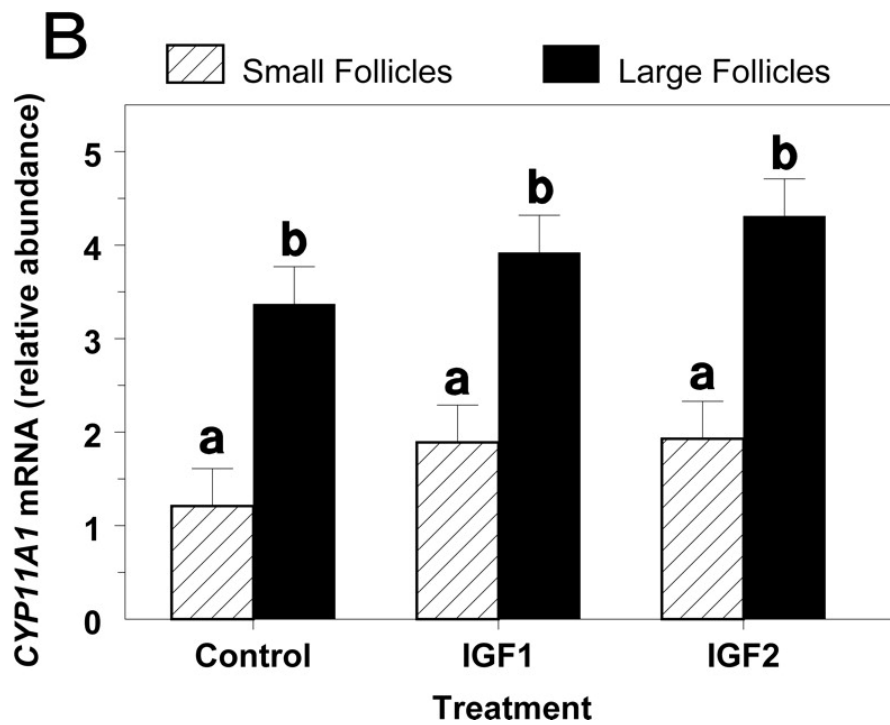 B
Small Follicles
Large Follicles
CYP11A1 mRNA (relative abundance)
5
4
3
2
1
0
a
b
a
b
a
b
Control
IGF1
IGF2
Treatment